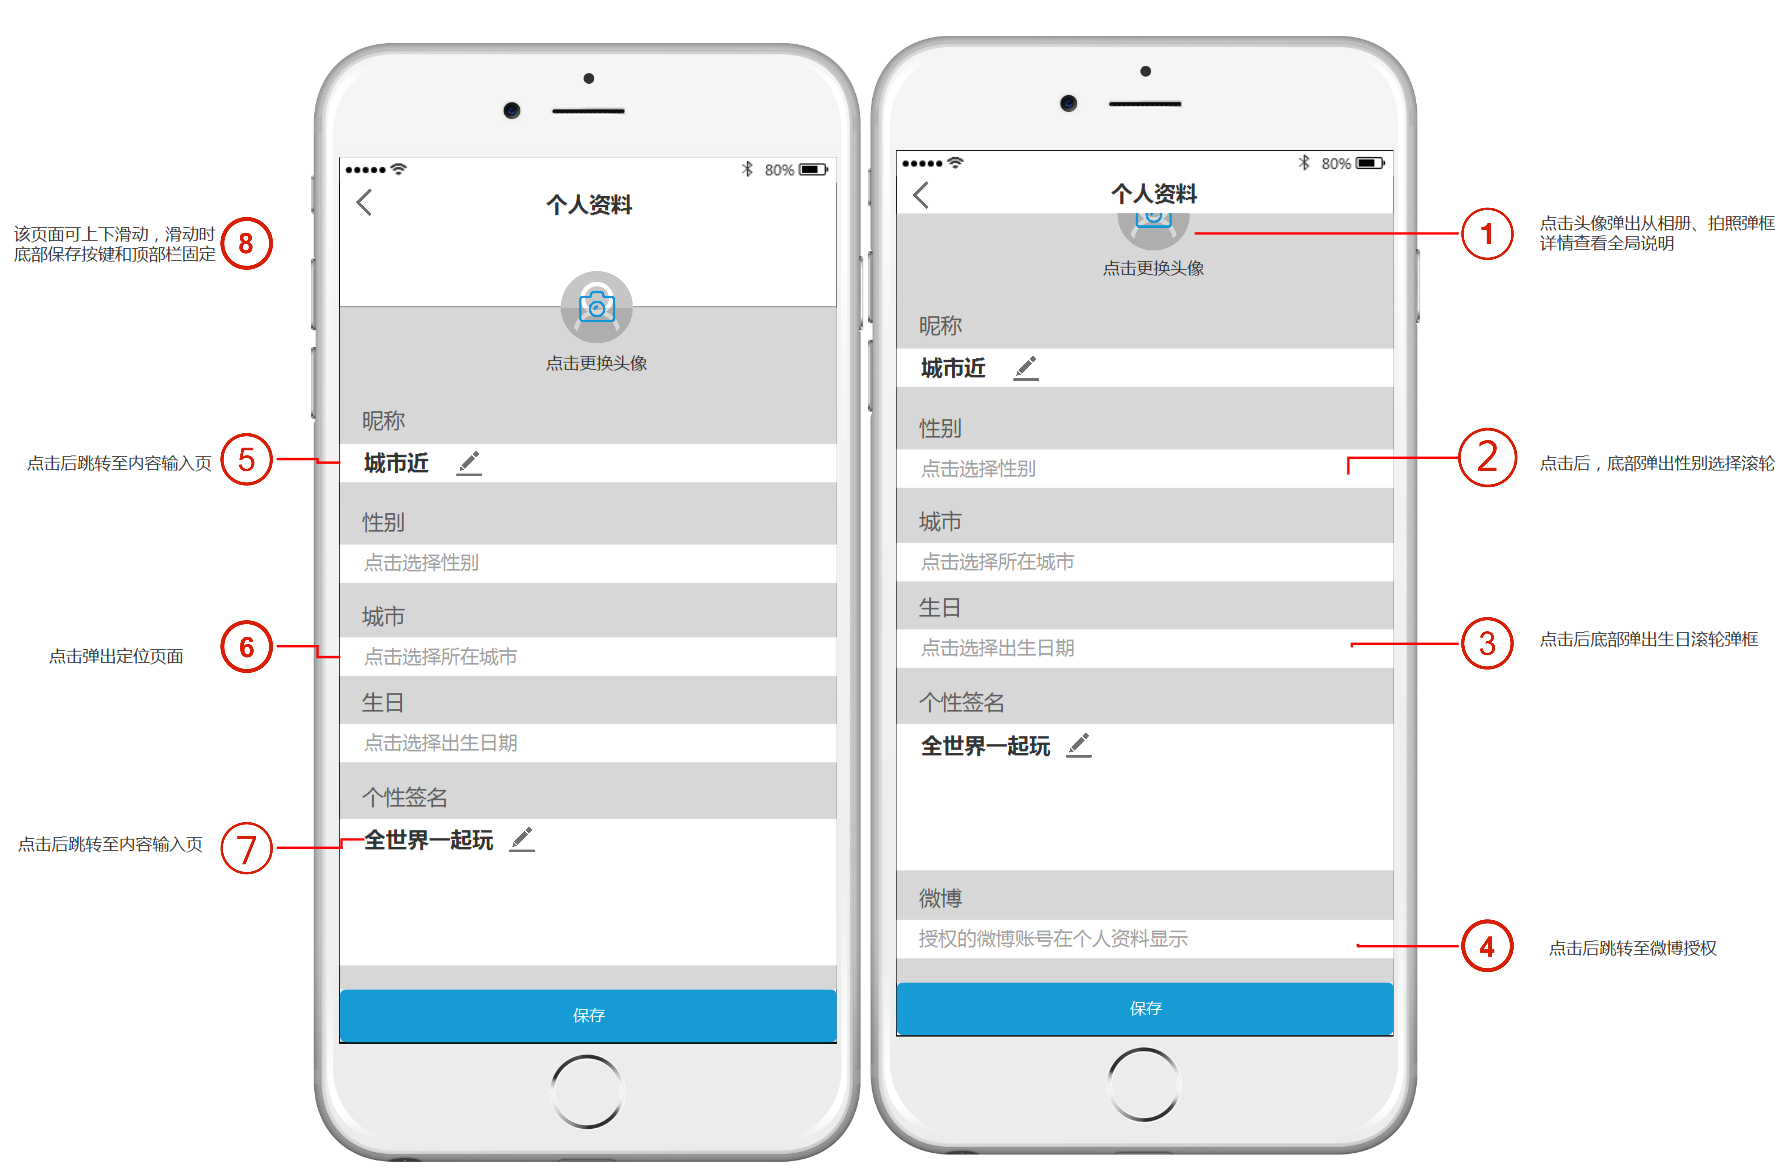 该页面可上下滑动，滑动时
底部保存按键和顶部栏固定
8
点击后跳转至内容输入页
5
点击弹出定位页面
6
点击后跳转至内容输入页
7
80%
个人资料
点击更换头像
昵称
城市近
性别
点击选择性别
城市
点击选择所在城市
生日
点击选择出生日期
个性签名
全世界一起玩
保存
80%
个人资料
点击更换头像
昵称
城市近
性别
点击选择性别
城市
点击选择所在城市
生日
点击选择出生日期
个性签名
全世界一起玩
微博
授权的微博账号在个人资料显示
保存
1
点击头像弹出从相册、拍照弹框
详情查看全局说明
2
点击后，底部弹出性别选择滚轮
3
点击后底部弹出生日滚轮弹框
4
点击后跳转至微博授权